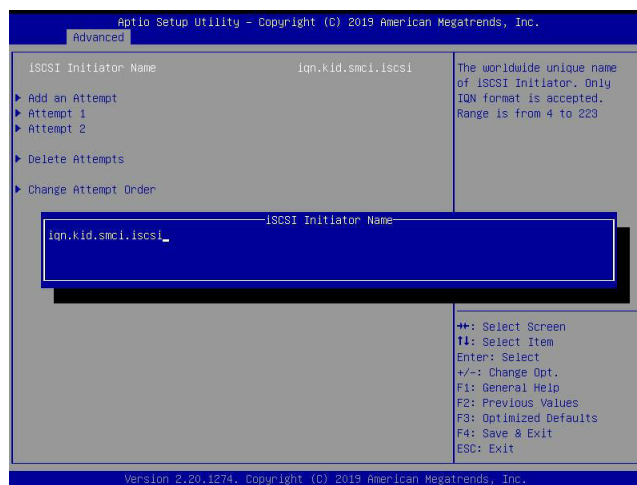 Aptio Setup Utility – Copyright (C) 2019 American Megatrends, Inc.
Advanced
iSCSI Initiator Name iqn.kid.smci.iscsi
Add an Attempt
Attempt 1
Attempt 2
Delete Attempts
Change Attempt Order
The worldwide unique name
of iSCSI Initiator. Only
IQN format is accepted.
Range is from 4 to 223
iSCSI Initiator Name
iqn.kid.smci.iscsi_
→←: Select Screen
↑↓: Select Item
Enter: Select
+/-: Change Opt.
F1: General Help
F2: Previous Values
F3: Optimized Defaults
F4: Save & Exit
ESC: Exit
Version 2.20.1274. Copyright (C) 2019 American Megatrends, Inc.